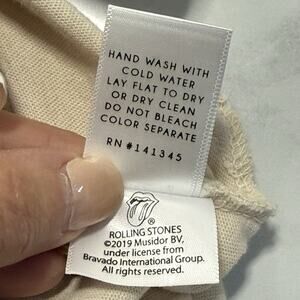 HAND WASH WITH
COLD WATER
LAY FLAT TO DRY
OR DRY CLEAN
DO NOT BLEACH
COLOR SEPARATE
RN #141345
ROLLING STONES
©2019 Musidor BV,
under license from
Bravado International Group.
All rights reserved.